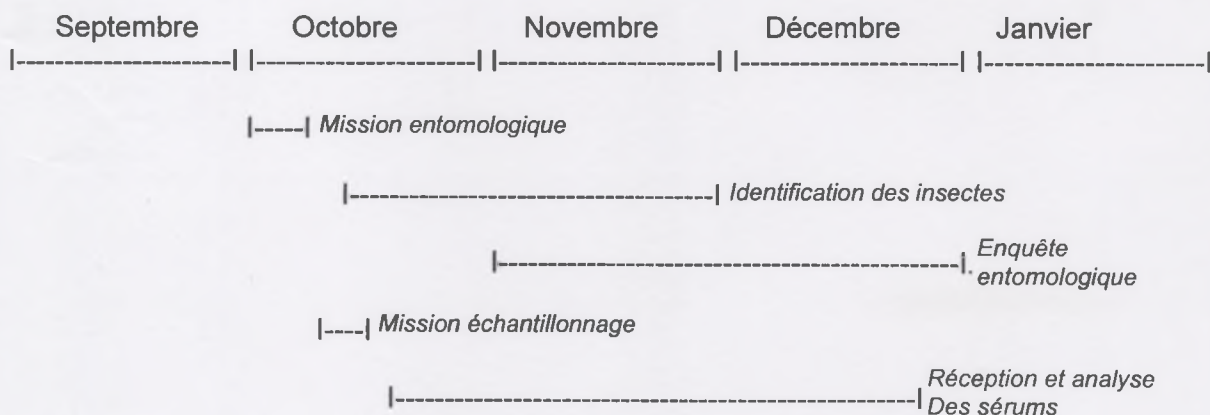 Septembre Octobre Novembre Décembre Janvier
|---------------------------| |----------------------------| |---------------------------| |---------------------------| |---------------------------|
|-----| Mission entomologique
|--------------------------------------------| Identification des insectes
|--------------------------------------------------------| Enquête
entomologique
|----| Mission échantillonnage
|---------------------------------------------------------------| Réception et analyse
Des sérums